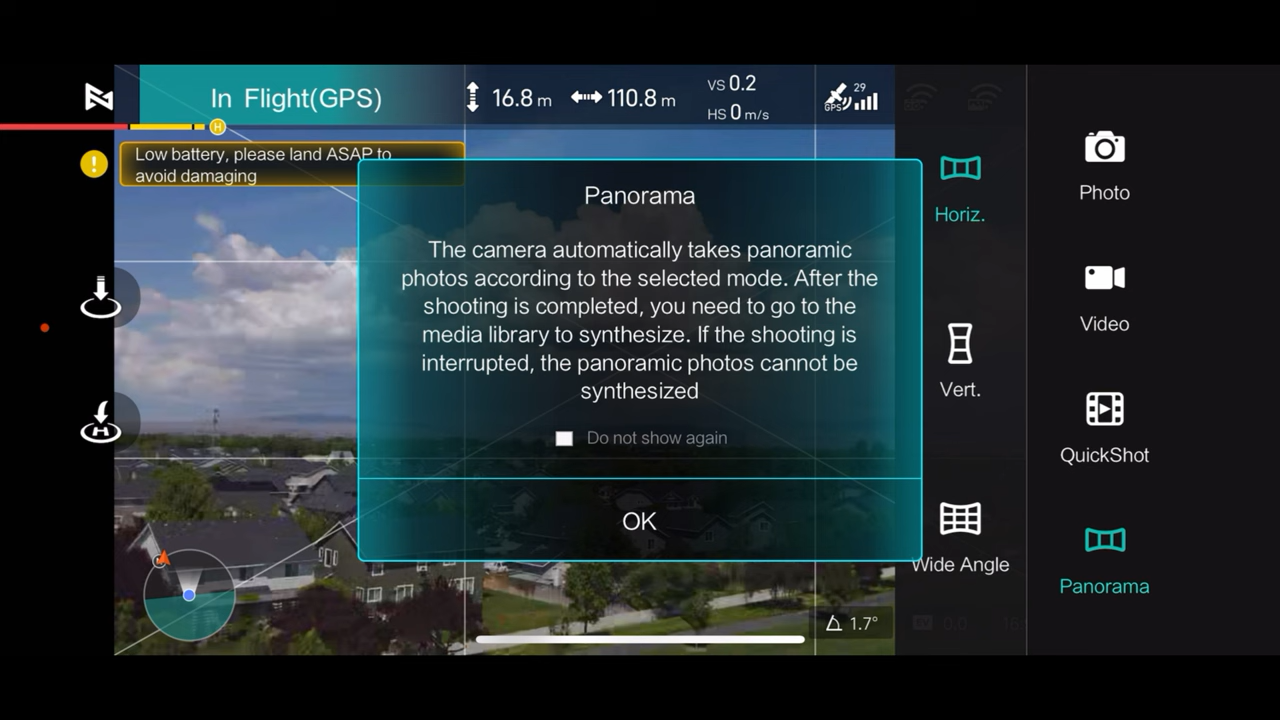 In Flight(GPS)
16.8 m
110.8 m
VS 0.2
HS 0 m/s
GPS
29
H
Low battery, please land ASAP to
avoid damaging
Panorama
The camera automatically takes panoramic
photos according to the selected mode. After the
shooting is completed, you need to go to the
media library to synthesize. If the shooting is
interrupted, the panoramic photos cannot be
synthesized
Do not show again
OK
Horiz.
Vert.
Wide Angle
Photo
Video
QuickShot
Panorama
H
1.7°
EV 0.0